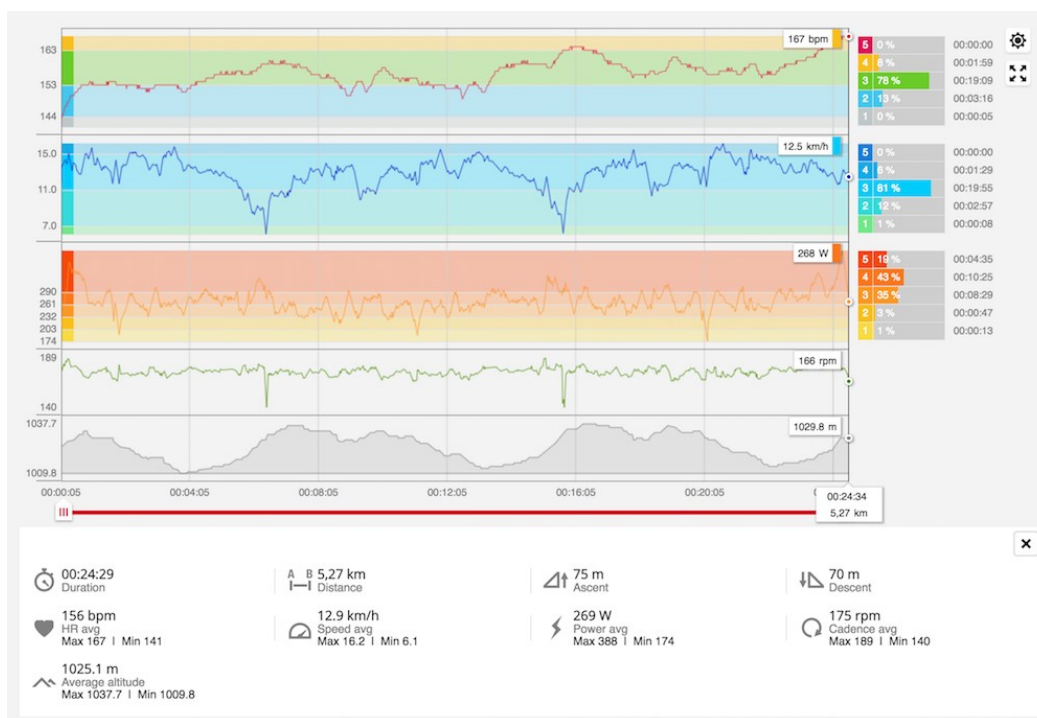 167 bpm
163
153
144
5 0 % 00:00:00
4 8 % 00:01:59
3 78 % 00:19:09
2 13 % 00:03:16
1 0 % 00:00:05
12.5 km/h
15.0
11.0
7.0
5 0 % 00:00:00
4 6 % 00:01:29
3 81 % 00:19:55
2 12 % 00:02:57
1 1 % 00:00:08
268 W
290
261
232
203
174
5 19 % 00:04:35
4 43 % 00:10:25
3 35 % 00:08:29
2 3 % 00:00:47
1 1 % 00:00:13
189
166 rpm
140
1037.7
1029.8 m
1009.8
00:00:05 00:04:05 00:08:05 00:12:05 00:16:05 00:20:05
00:24:34
5,27 km
00:24:29
Duration
A B 5,27 km
Distance
75 m
Ascent
70 m
Descent
156 bpm
HR avg
Max 167 | Min 141
12.9 km/h
Speed avg
Max 16.2 | Min 6.1
269 W
Power avg
Max 388 | Min 174
175 rpm
Cadence avg
Max 189 | Min 140
1025.1 m
Average altitude
Max 1037.7 | Min 1009.8